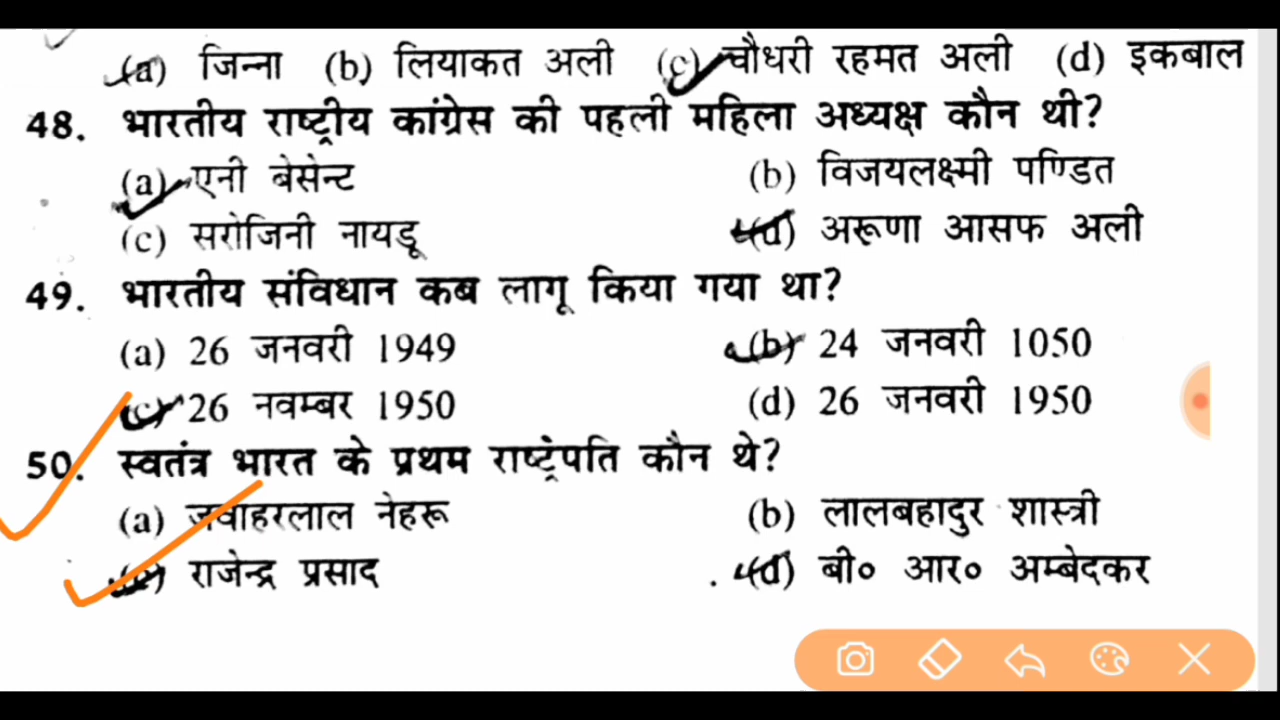 (a) जिन्ना (b) लियाकत अली (c) चौधरी रहमत अली (d) इकबाल
48. भारतीय राष्ट्रीय कांग्रेस की पहली महिला अध्यक्ष कौन थी?
(a) एनी बेसेन्ट (b) विजयलक्ष्मी पण्डित
(c) सरोजिनी नायडू (d) अरूणा आसफ अली
49. भारतीय संविधान कब लागू किया गया था?
(a) 26 जनवरी 1949 (b) 24 जनवरी 1050
(c) 26 नवम्बर 1950 (d) 26 जनवरी 1950
50. स्वतंत्र भारत के प्रथम राष्ट्रंपति कौन थे?
(a) जवाहरलाल नेहरू (b) लालबहादुर शास्त्री
(c) राजेन्द्र प्रसाद (d) बी० आर० अम्बेदकर